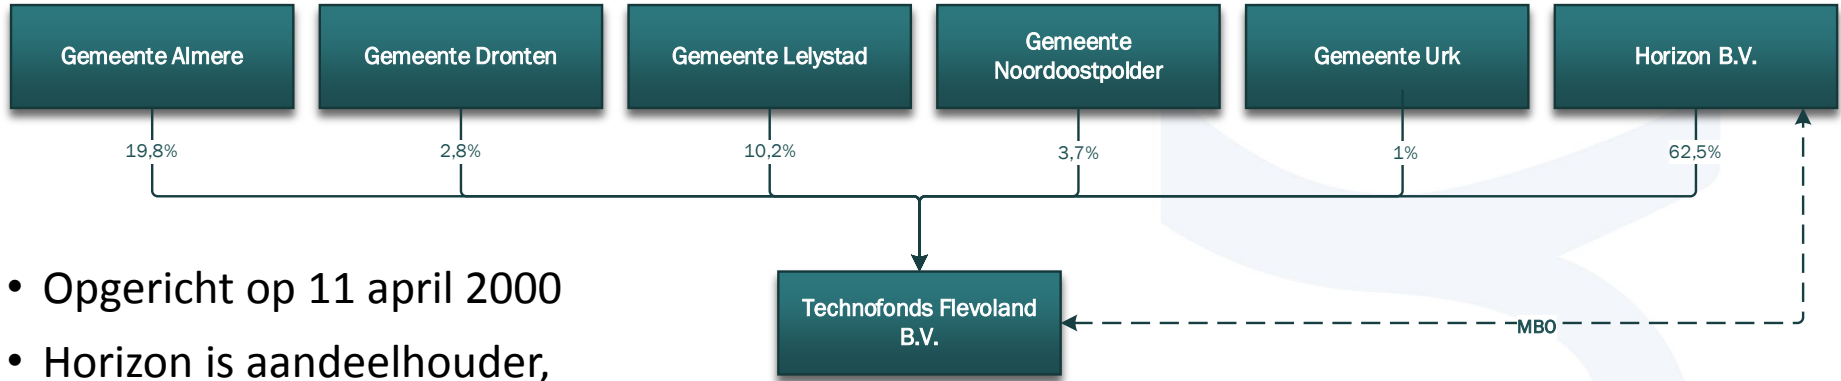 Gemeente Almere
Gemeente Dronten
Gemeente Lelystad
Gemeente
Noordoostpolder
Gemeente Urk
Horizon B.V.
19,8%
2,8%
10,2%
3,7%
1%
62,5%
• Opgericht op 11 april 2000
• Horizon is aandeelhouder,
Technofonds Flevoland
B.V.
MBO